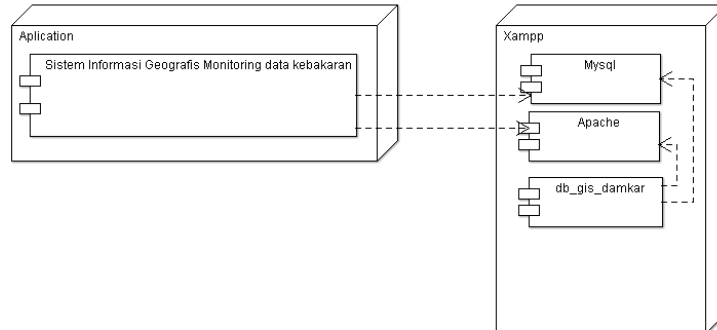 Aplication
Sistem Informasi Geografis Monitoring data kebakaran
Xampp
Mysql
Apache
db_gis_damkar